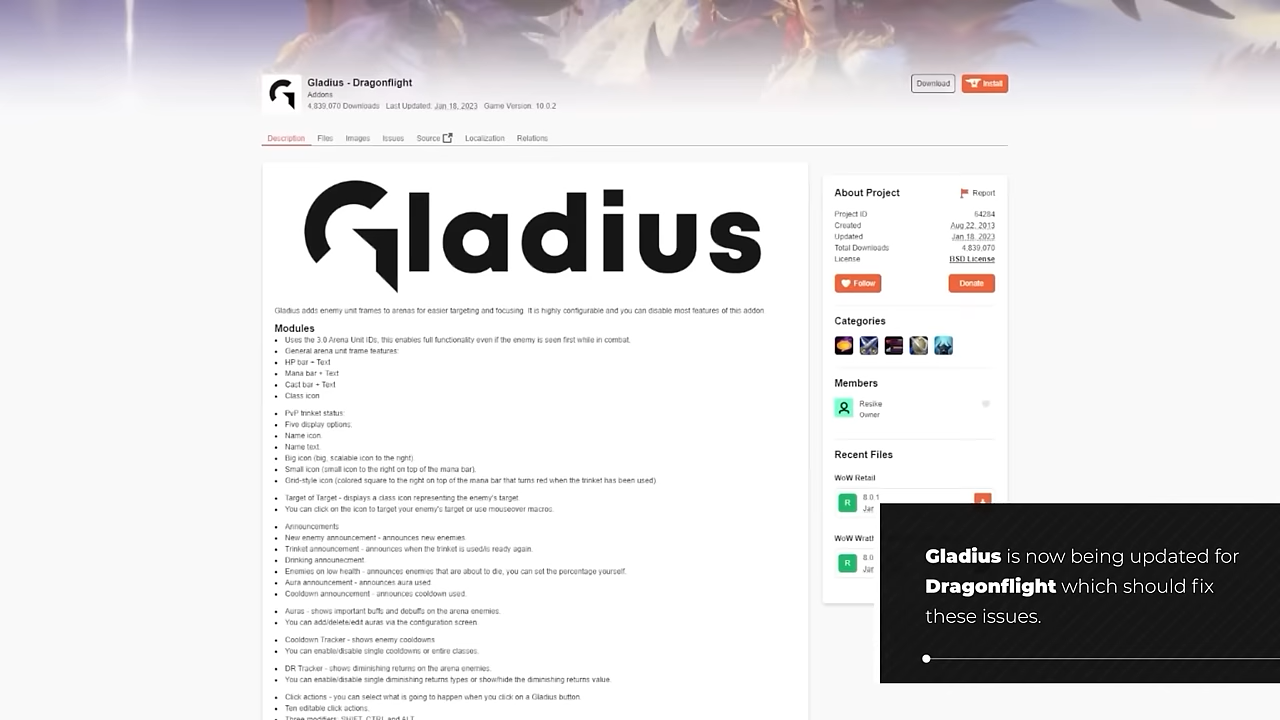 Gladius - Dragonflight
Addons
4,839,070 Downloads Last Updated: Jan 18, 2023 Game Version: 10.0.2
Download
Install
Description Files Images Issues Source Localization Relations
Gladius
Gladius adds enemy unit frames to arenas for easier targeting and focusing. It is highly configurable and you can disable most features of this addon
Modules
• Uses the 3.0 Arena Unit IDs, this enables full functionality even if the enemy is seen first while in combat.
• General arena unit frame features:
• HP bar + Text
• Mana bar + Text
• Cast bar + Text
• Class icon
• PvP trinket status:
• Five display options:
• Name icon.
• Name text.
• Big icon (big, scalable icon to the right).
• Small icon (small icon to the right on top of the mana bar).
• Grid-style icon (colored square to the right on top of the mana bar that turns red when the trinket has been used)
• Target of Target - displays a class icon representing the enemy's target.
• You can click on the icon to target your enemy's target or use mouseover macros.
• Announcements
• New enemy announcement - announces new enemies.
• Trinket announcement - announces when the trinket is used/is ready again.
• Drinking announcement.
• Enemies on low health - announces enemies that are about to die, you can set the percentage yourself.
• Aura announcement - announces aura used
• Cooldown announcement - announces cooldown used.
• Auras - shows important buffs and debuffs on the arena enemies.
• You can add/delete/edit auras via the configuration screen.
• Cooldown Tracker - shows enemy cooldowns
• You can enable/disable single cooldowns or entire classes.
• DR Tracker - shows diminishing returns on the arena enemies.
• You can enable/disable single diminishing returns types or show/hide the diminishing returns value.
• Click actions - you can select what is going to happen when you click on a Gladius button.
• Ten editable click actions.
• Three modifiers, SHIFT, CTRL and ALT
About Project
Report
Project ID 64284
Created Aug 22, 2013
Updated Jan 18, 2023
Total Downloads 4,839,070
License BSD License
Follow
Donate
Categories
Members
Resike
Owner
Recent Files
WoW Retail
R 8.0.1
Jan
WoW Wrath
R 8.0
Jan
Gladius is now being updated for
Dragonflight which should fix
these issues.